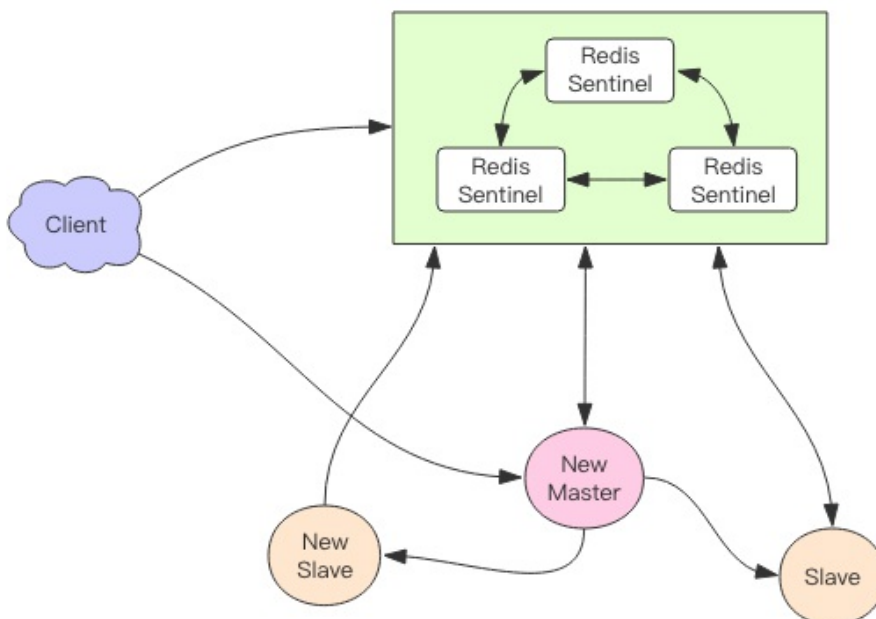 Redis
Sentinel
Redis
Sentinel
Redis
Sentinel
Client
New
Master
New
Slave
Slave